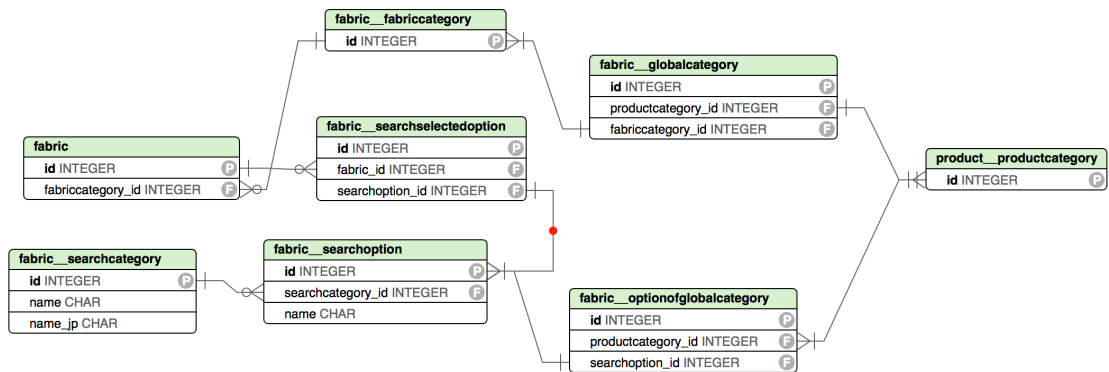 fabric__fabriccategory
id INTEGER P
fabric__globalcategory
id INTEGER P
productcategory_id INTEGER F
fabriccategory_id INTEGER F
fabric__searchselectedoption
id INTEGER P
fabric_id INTEGER F
searchoption_id INTEGER F
fabric
id INTEGER P
fabriccategory_id INTEGER F
product__productcategory
id INTEGER P
fabric__searchcategory
id INTEGER P
name CHAR
name_jp CHAR
fabric__searchoption
id INTEGER P
searchcategory_id INTEGER F
name CHAR
fabric__optionofglobalcategory
id INTEGER P
productcategory_id INTEGER F
searchoption_id INTEGER F